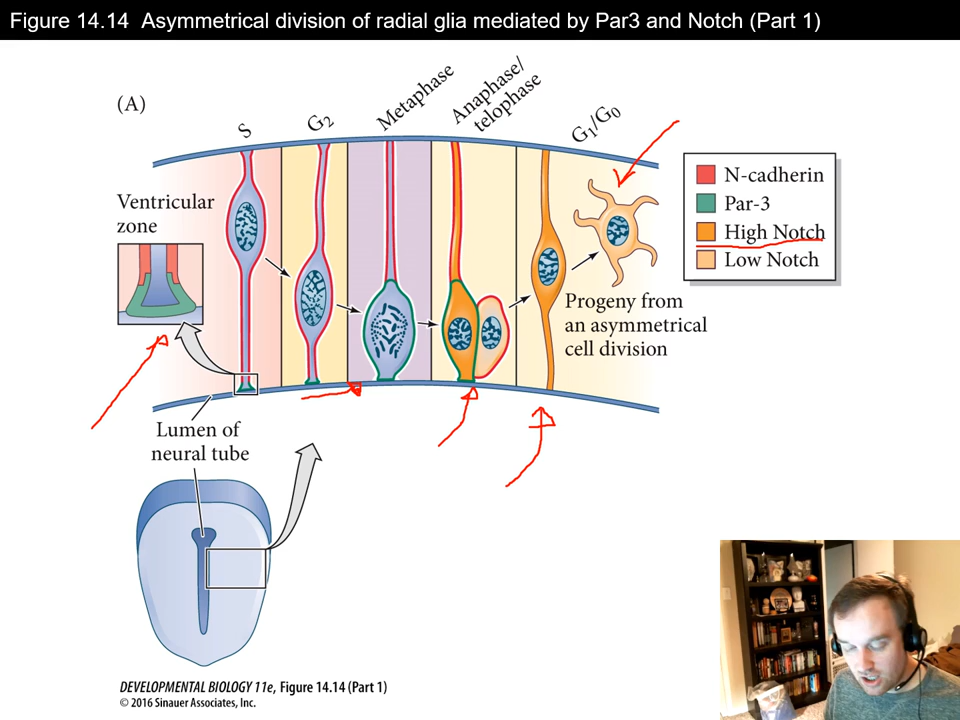 Figure 14.14 Asymmetrical division of radial glia mediated by Par3 and Notch (Part 1)
(A)
S
G2
Metaphase
Anaphase/
telophase
G1/G0
Ventricular
zone
N-cadherin
Par-3
High Notch
Low Notch
Progeny from
an asymmetrical
cell division
Lumen of
neural tube
DEVELOPMENTAL BIOLOGY 11e, Figure 14.14 (Part 1)
© 2016 Sinauer Associates, Inc.